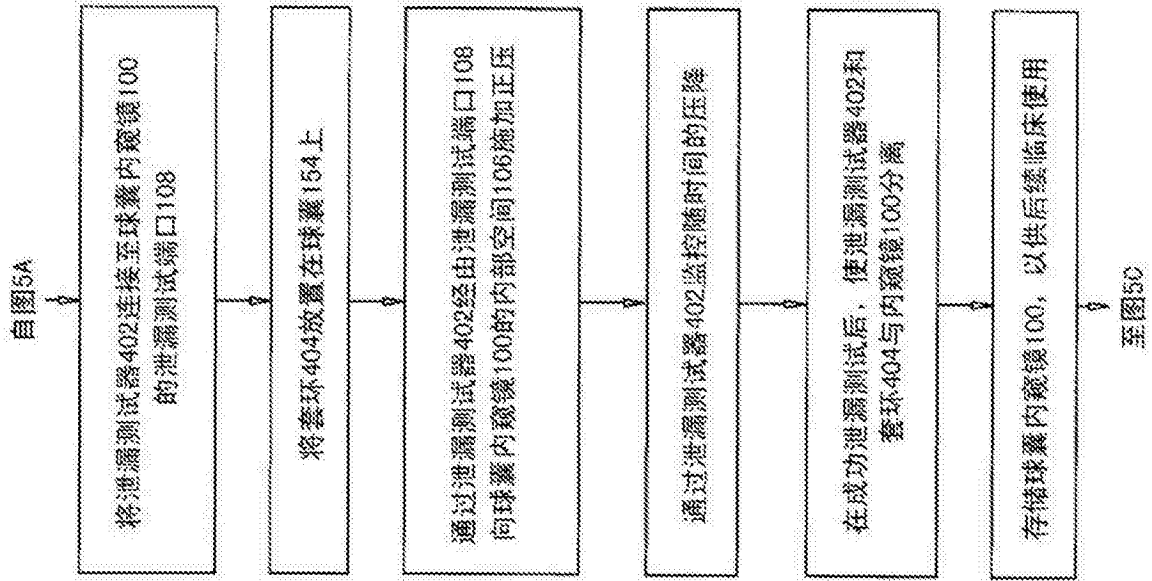 自图5A
将泄漏测试器402连接至球囊内窥镜100
的泄漏测试端口108
将套环404放置在球囊154上
通过泄漏测试器402经由泄漏测试端口108
向球囊内窥镜100的内部空间106施加正压
通过泄漏测试器402监控随时间的压降
在成功泄漏测试后，使泄漏测试器402和
套环404与内窥镜100分离
存储球囊内窥镜100，以供后续临床使用
至图5C